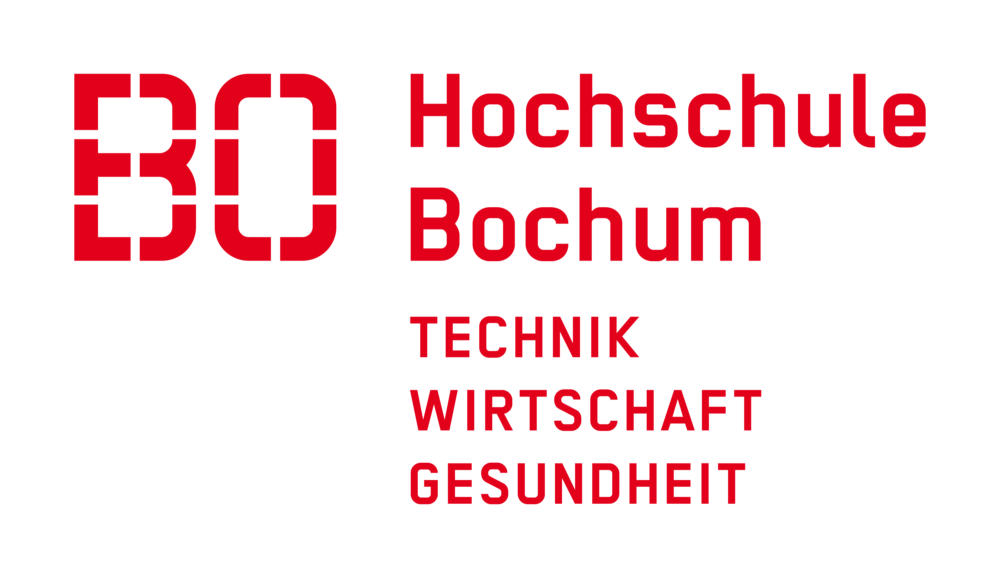 BO
Hochschule
Bochum
TECHNIK
WIRTSCHAFT
GESUNDHEIT